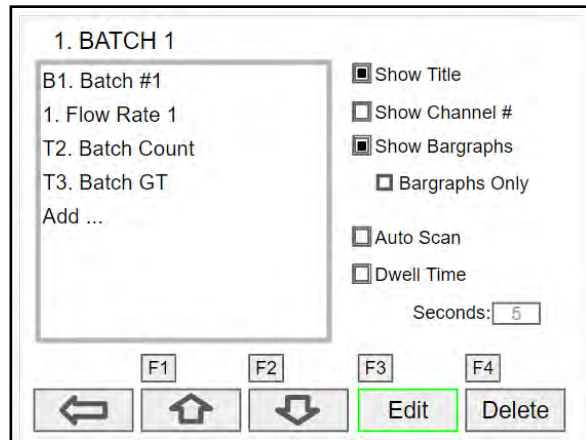 1. BATCH 1
B1. Batch #1
1. Flow Rate 1
T2. Batch Count
T3. Batch GT
Add ...
Show Title
Show Channel #
Show Bargraphs
Bargraphs Only
Auto Scan
Dwell Time
Seconds: 5
F1 F2 F3 F4
Edit Delete